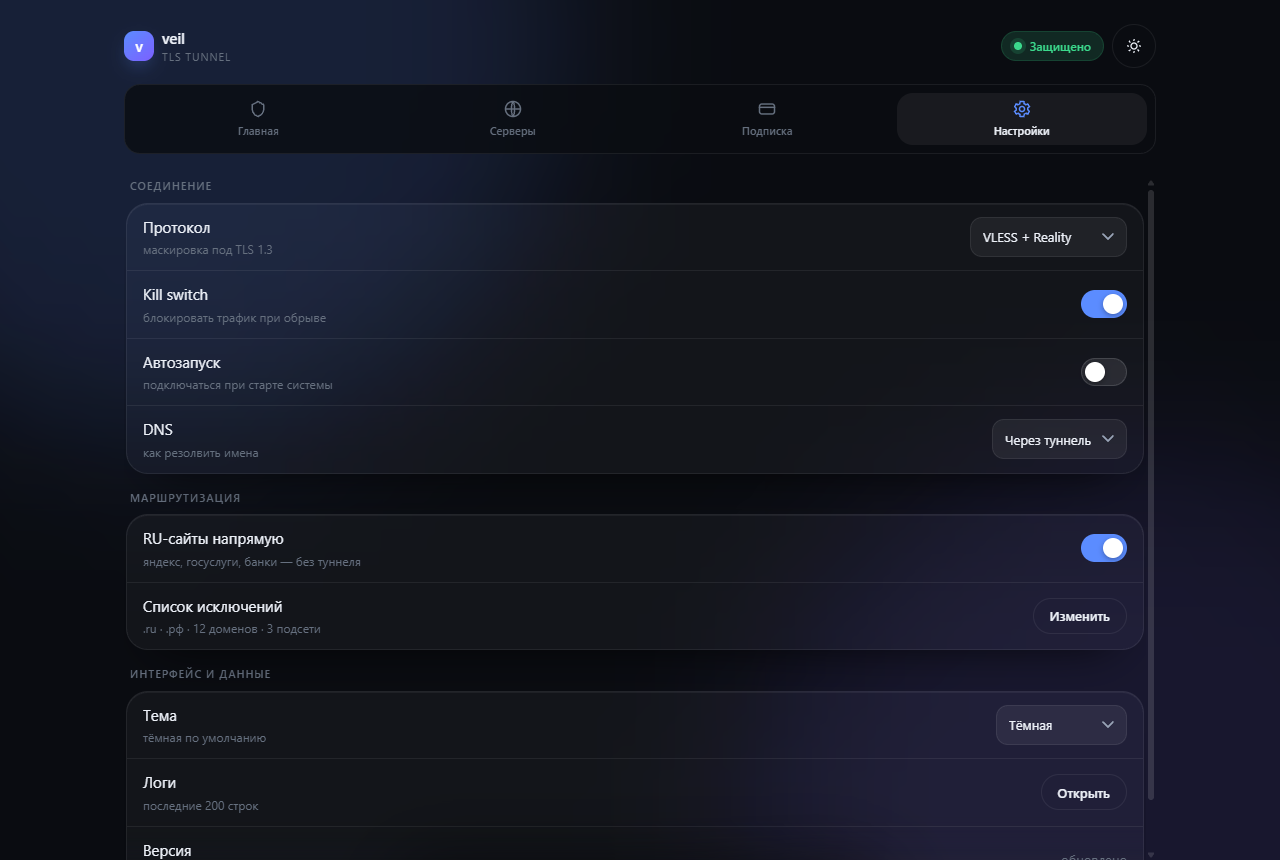 v
veil
TLS TUNNEL
Защищено
Главная
Серверы
Подписка
Настройки
СОЕДИНЕНИЕ
Протокол
маскировка под TLS 1.3
VLESS + Reality
Kill switch
блокировать трафик при обрыве
Автозапуск
подключаться при старте системы
DNS
как резолвить имена
Через туннель
МАРШРУТИЗАЦИЯ
RU-сайты напрямую
яндекс, госуслуги, банки — без туннеля
Список исключений
.ru · .рф · 12 доменов · 3 подсети
Изменить
ИНТЕРФЕЙС И ДАННЫЕ
Тема
тёмная по умолчанию
Тёмная
Логи
последние 200 строк
Открыть
Версия